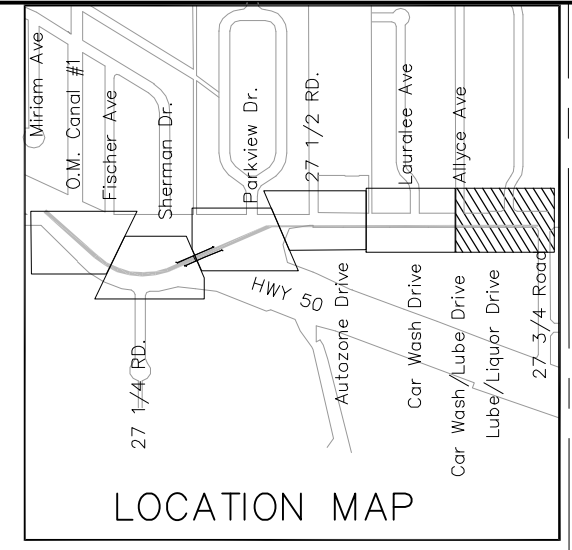 Miriam Ave
O.M. Canal #1
Fischer Ave
Sherman Dr.
Parkview Dr.
27 1/2 RD.
Lauralee Ave
Allyce Ave
HWY 50
27 1/4 RD.
Autozone Drive
Car Wash Drive
Car Wash/Lube Drive
Lube/Liquor Drive
27 3/4 Road
LOCATION MAP